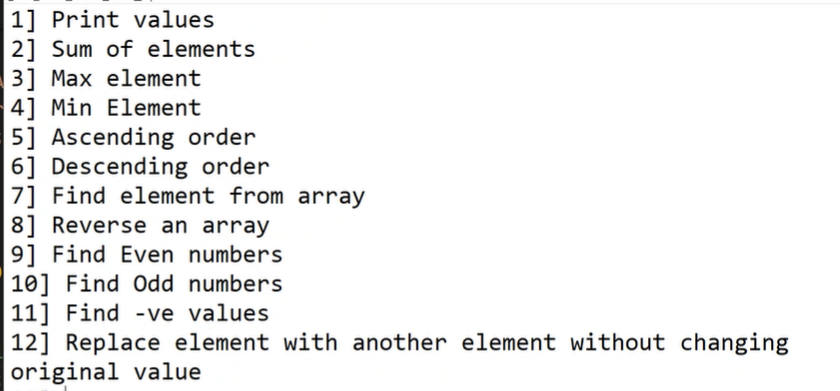 1] Print values
2] Sum of elements
3] Max element
4] Min Element
5] Ascending order
6] Descending order
7] Find element from array
8] Reverse an array
9] Find Even numbers
10] Find Odd numbers
11] Find -ve values
12] Replace element with another element without changing
original value